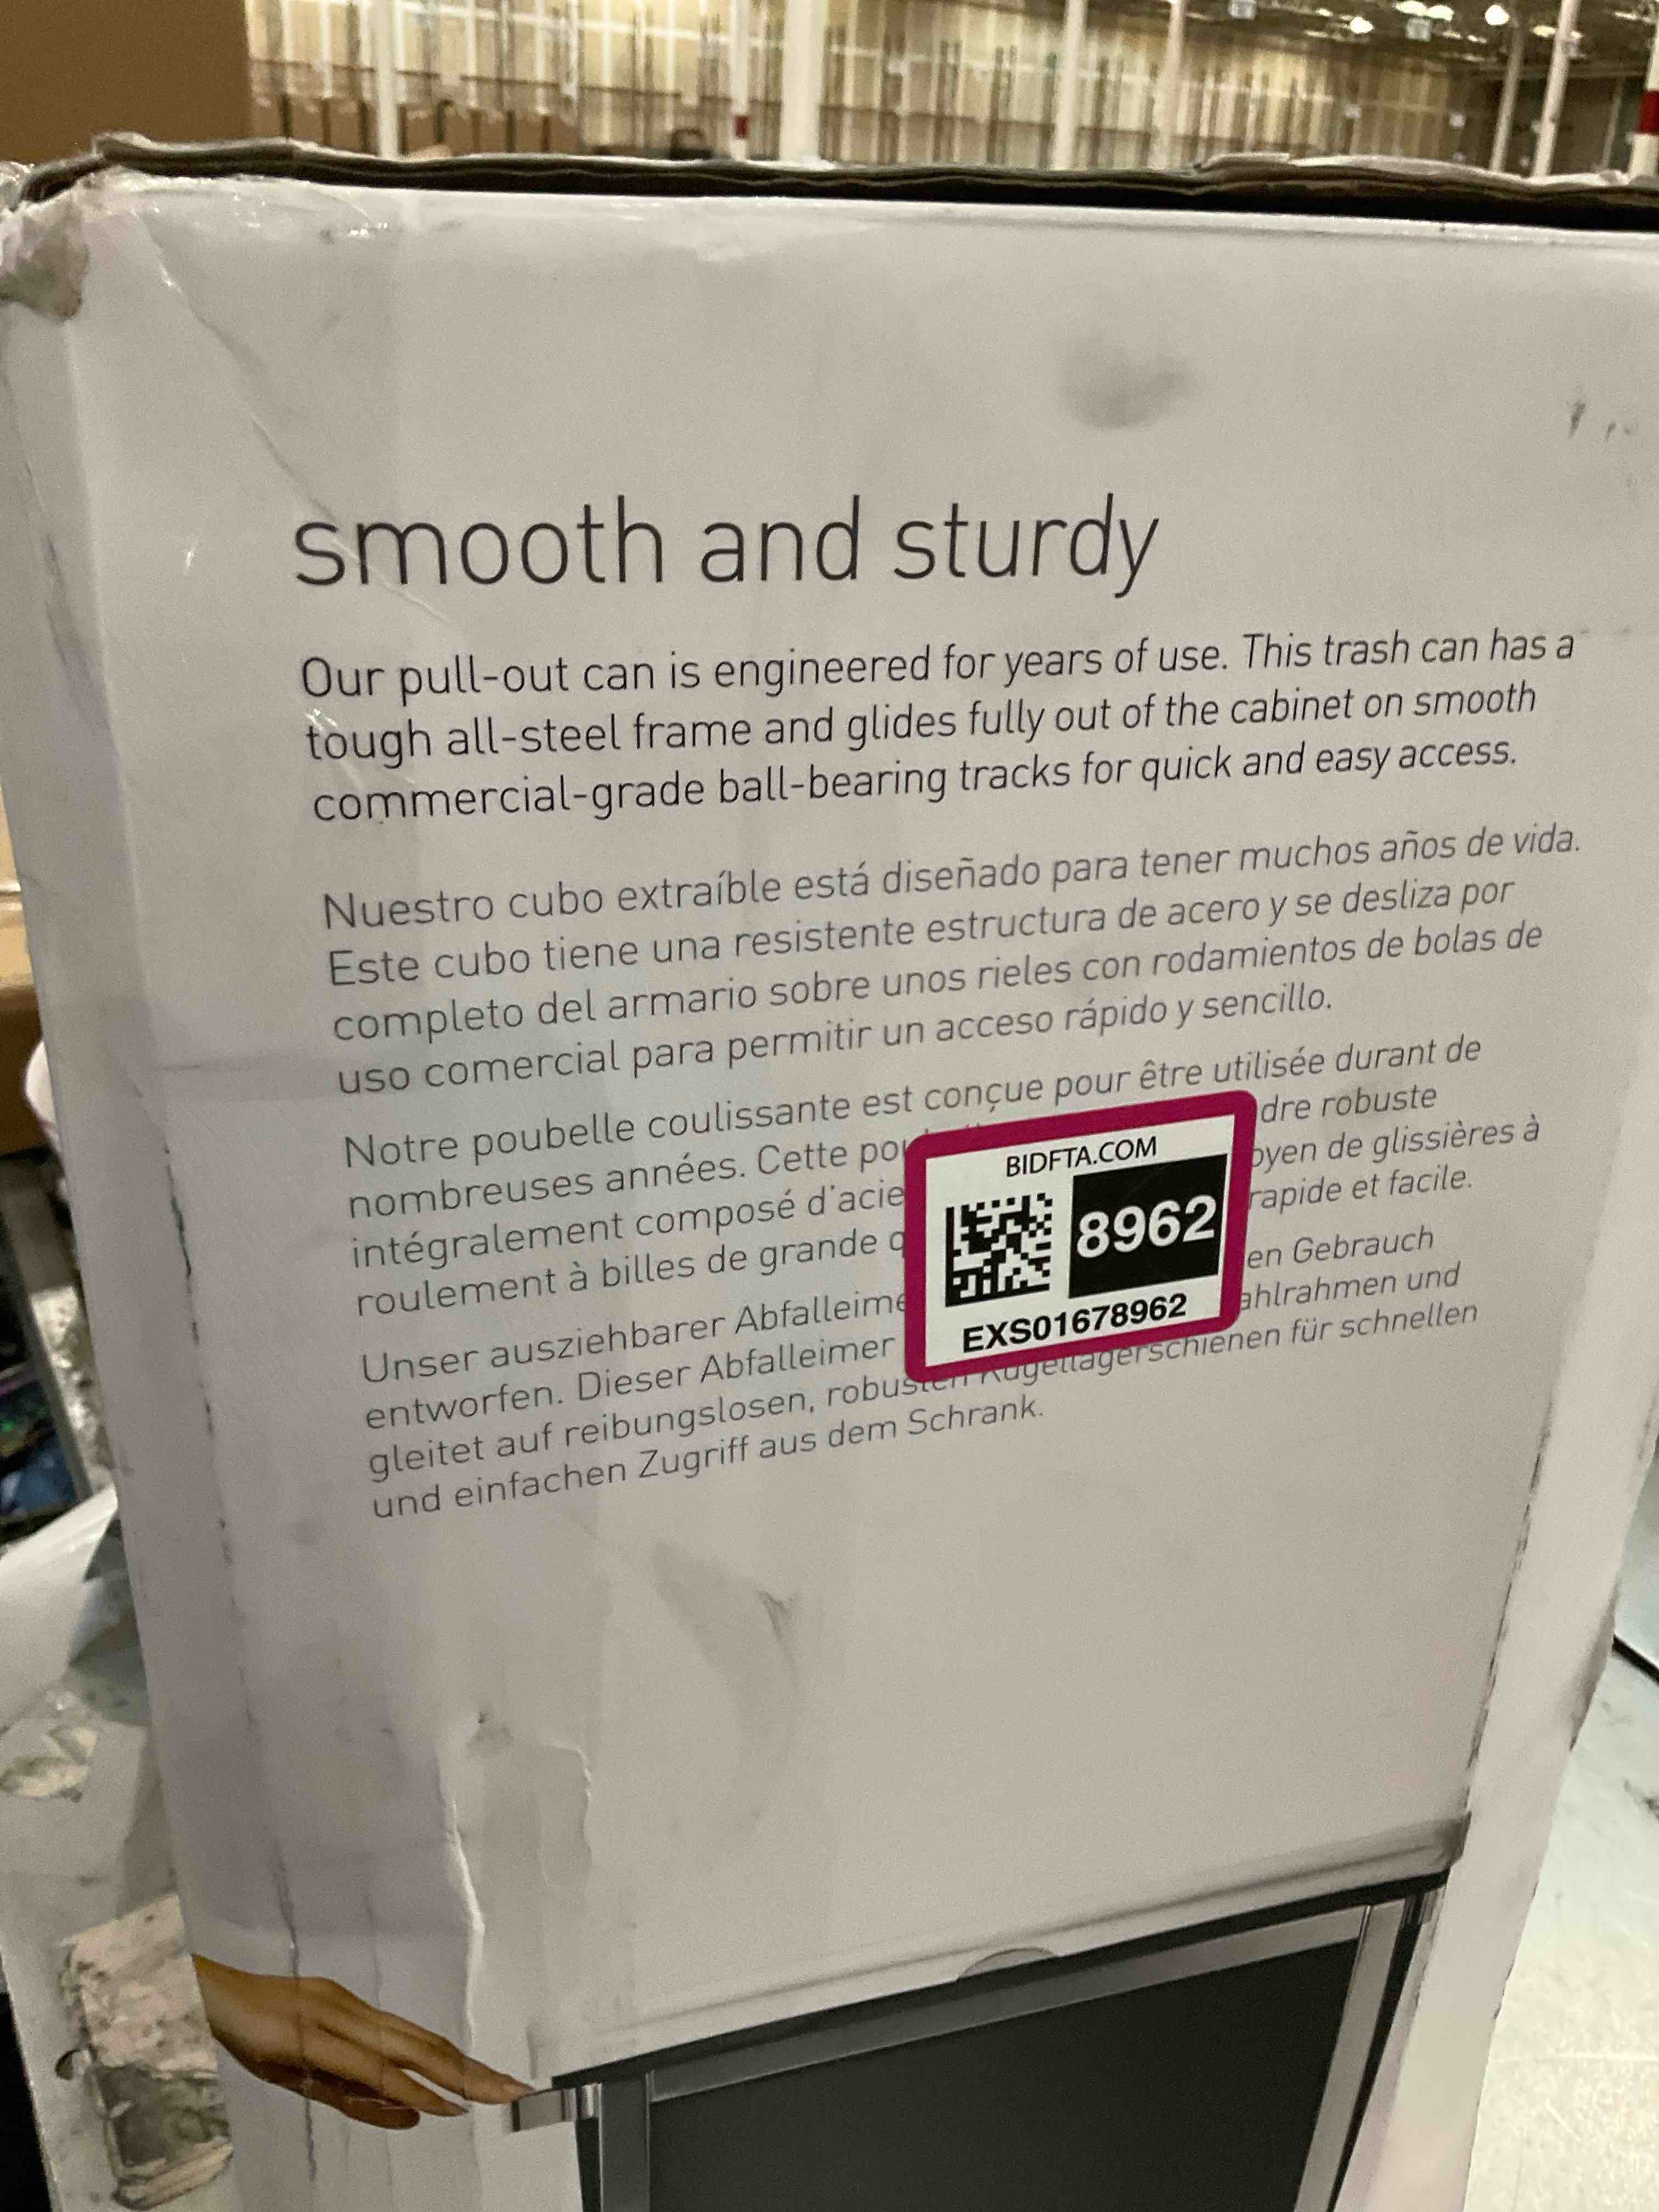 smooth and sturdy
Our pull-out can is engineered for years of use. This trash can has a
tough all-steel frame and glides fully out of the cabinet on smooth
commercial-grade ball-bearing tracks for quick and easy access.
Nuestro cubo extraíble está diseñado para tener muchos años de vida.
Este cubo tiene una resistente estructura de acero y se desliza por
completo del armario sobre unos rieles con rodamientos de bolas de
uso comercial para permitir un acceso rápido y sencillo.
Notre poubelle coulissante est conçue pour être utilisée durant de
nombreuses années. Cette dre robuste
intégralement composé d'acie oyen de glissières à
roulement à billes de grande rapide et facile.
Unser ausziehbarer Abfalleime en Gebrauch
entworfen. Dieser Abfalleimer ahlrahmen und
gleitet auf reibungslosen, robusten Kugellagerschienen für schnellen
und einfachen Zugriff aus dem Schrank.
BIDFTA.COM
8962
EXS01678962